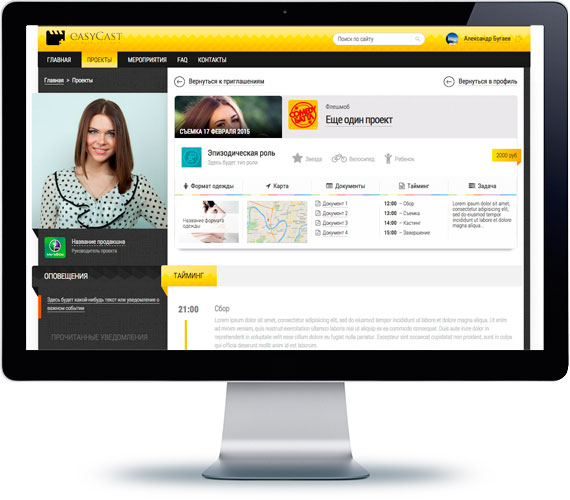 EASYCAST
Поиск по сайту
Александр Бугаев
ГЛАВНАЯ ПРОЕКТЫ МЕРОПРИЯТИЯ FAQ КОНТАКТЫ
Главная > Проекты
Вернуться к приглашениям
Вернуться в профиль
СЪЕМКА 17 ФЕВРАЛЯ 2015
COMEDY БАТТЛ
Флешмоб
Еще один проект
Эпизодическая роль
Здесь будет тип роли
Звезда
Велосипед
Ребенок
2000 руб
Формат одежды
Карта
Документы
Тайминг
Задача
Название формата одежды
Документ 1
Документ 2
Документ 3
Документ 4
12:00 – Сбор
13:00 – Съемка
14:00 – Кастинг
15:00 – Завершение
Lorem ipsum dolor sit amet, consectetur adipisicing elit, sed do eiusmod tempor incididunt ut labore et dolore magna aliqua...
МегаФон
Название продакшна
Руководитель проекта
ОПОВЕЩЕНИЯ
Здесь будет какой-нибудь текст или уведомление о
важном событие
ПРОЧИТАННЫЕ УВЕДОМЛЕНИЯ
ТАЙМИНГ
21:00
Сбор
Lorem ipsum dolor sit amet, consectetur adipisicing elit, sed do eiusmod tempor incididunt ut labore et dolore magna aliqua. Ut enim
ad minim veniam, quis nostrud exercitation ullamco laboris nisi ut aliquip ex ea commodo consequat. Duis aute irure dolor in
reprehenderit in voluptate velit esse cillum dolore eu fugiat nulla pariatur. Excepteur sint occaecat cupidatat non proident, sunt in culpa
qui officia deserunt mollit anim id est laborum.